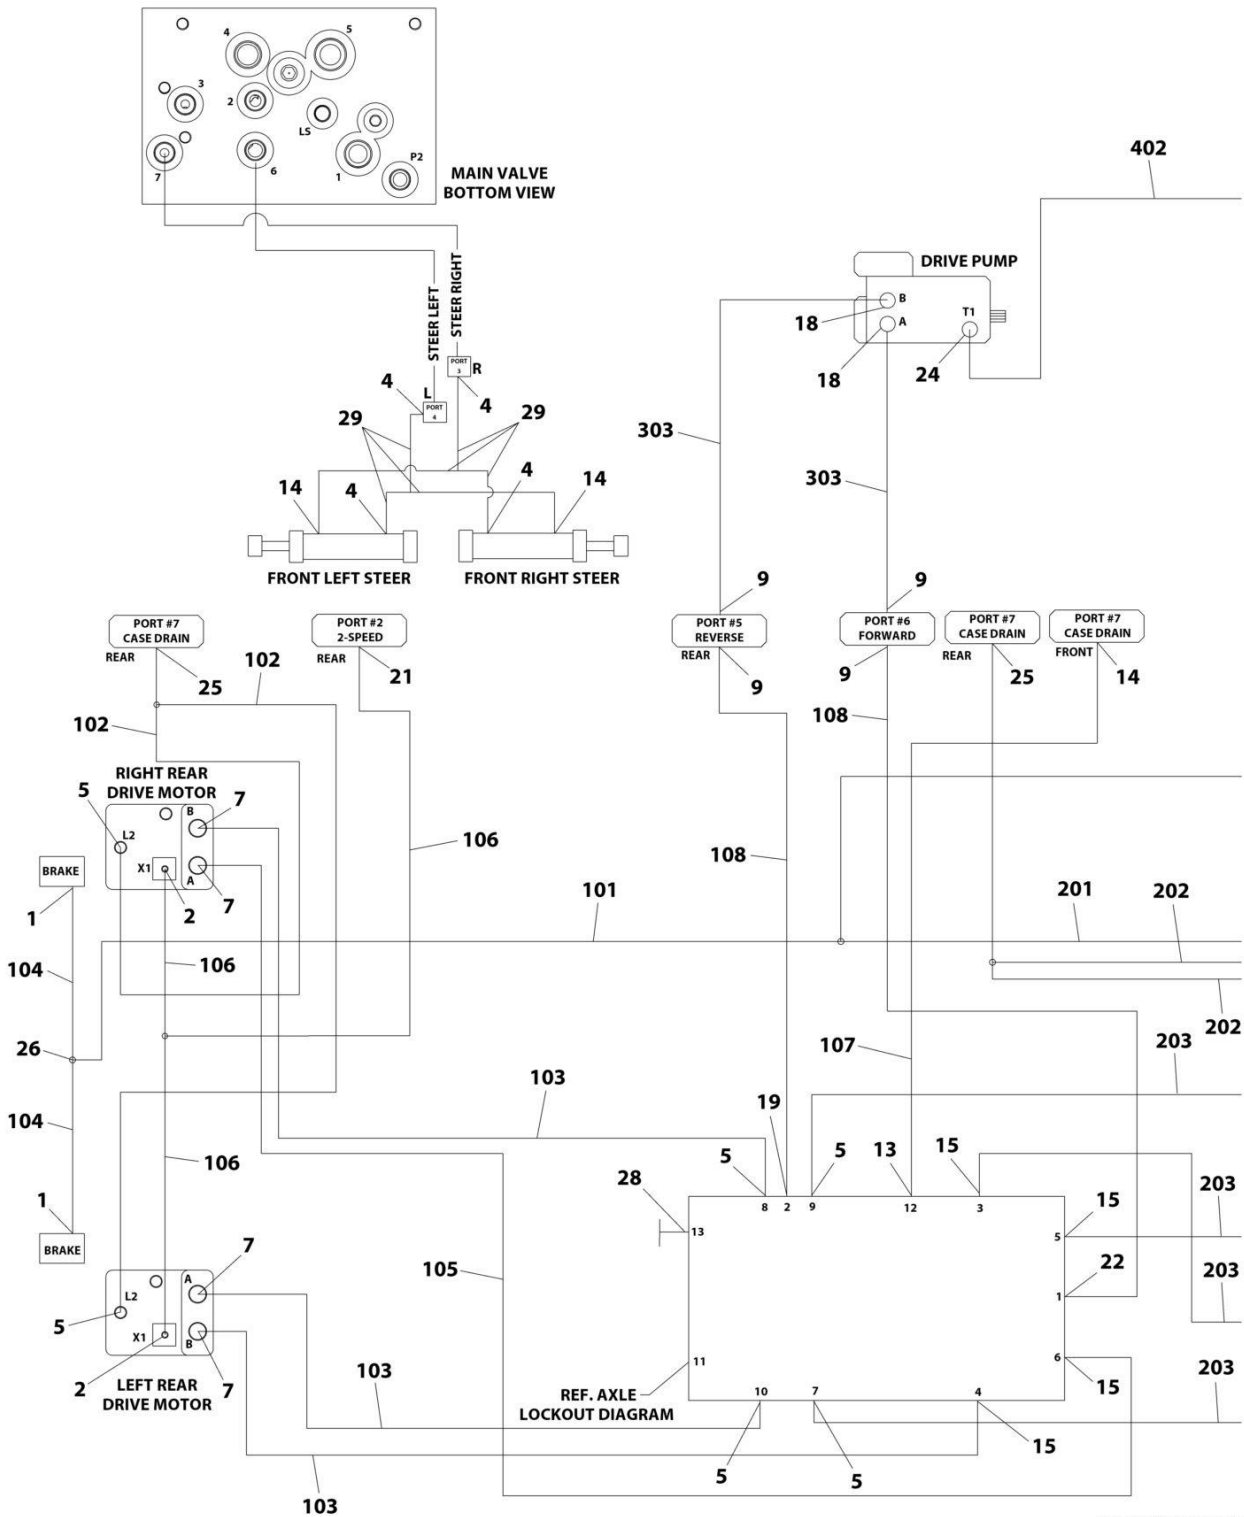 4
5
3
2
LS
7
6
1
P2
MAIN VALVE
BOTTOM VIEW
402
DRIVE PUMP
B
A
T1
18
18
24
STEER LEFT
STEER RIGHT
PORT
3
R
L
PORT
4
4
4
29
29
303
303
14
4
4
14
FRONT LEFT STEER
FRONT RIGHT STEER
9
9
PORT #7
CASE DRAIN
PORT #2
2-SPEED
PORT #5
REVERSE
PORT #6
FORWARD
PORT #7
CASE DRAIN
PORT #7
CASE DRAIN
REAR
REAR
REAR
REAR
FRONT
25
102
21
9
9
25
14
102
108
RIGHT REAR
DRIVE MOTOR
5
7
B
L2
X1
A
106
108
BRAKE
1
2
7
101
201
202
104
106
202
26
107
203
104
103
19
106
5
5
13
15
28
8
2
9
12
3
203
1
13
15
5
BRAKE
7
105
22
203
A
L2
1
5
X1
B
11
6
2
7
LEFT REAR
DRIVE MOTOR
103
REF. AXLE
LOCKOUT DIAGRAM
10
7
4
15
203
5
5
15
103